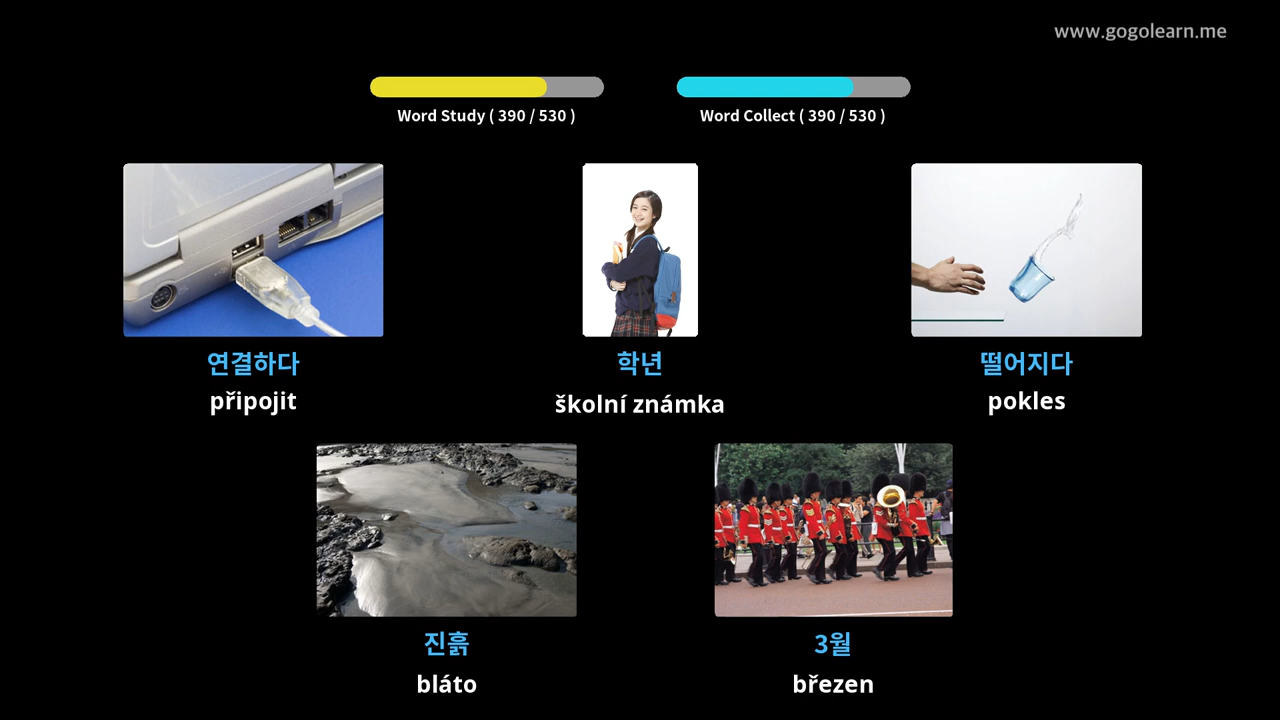 www.gogolearn.me
Word Study ( 390 / 530 )
Word Collect ( 390 / 530 )
연결하다
připojit
학년
školní známka
떨어지다
pokles
진흙
bláto
3월
březen